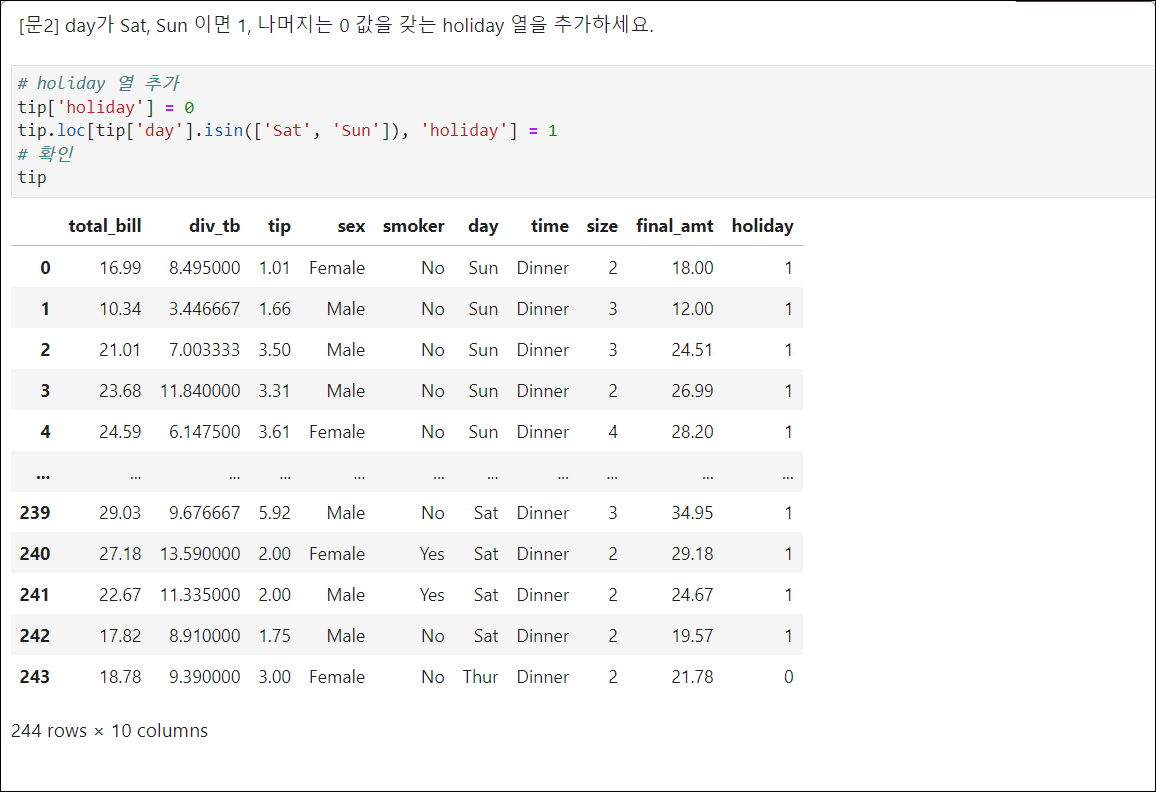 [문2] day가 Sat, Sun 이면 1, 나머지는 0 값을 갖는 holiday 열을 추가하세요.
# holiday 열 추가
tip['holiday'] = 0
tip.loc[tip['day'].isin(['Sat', 'Sun']), 'holiday'] = 1
# 확인
tip
total_bill div_tb tip sex smoker day time size final_amt holiday
0 16.99 8.495000 1.01 Female No Sun Dinner 2 18.00 1
1 10.34 3.446667 1.66 Male No Sun Dinner 3 12.00 1
2 21.01 7.003333 3.50 Male No Sun Dinner 3 24.51 1
3 23.68 11.840000 3.31 Male No Sun Dinner 2 26.99 1
4 24.59 6.147500 3.61 Female No Sun Dinner 4 28.20 1
... ... ... ... ... ... ... ... ... ... ...
239 29.03 9.676667 5.92 Male No Sat Dinner 3 34.95 1
240 27.18 13.590000 2.00 Female Yes Sat Dinner 2 29.18 1
241 22.67 11.335000 2.00 Male Yes Sat Dinner 2 24.67 1
242 17.82 8.910000 1.75 Male No Sat Dinner 2 19.57 1
243 18.78 9.390000 3.00 Female No Thur Dinner 2 21.78 0
244 rows × 10 columns